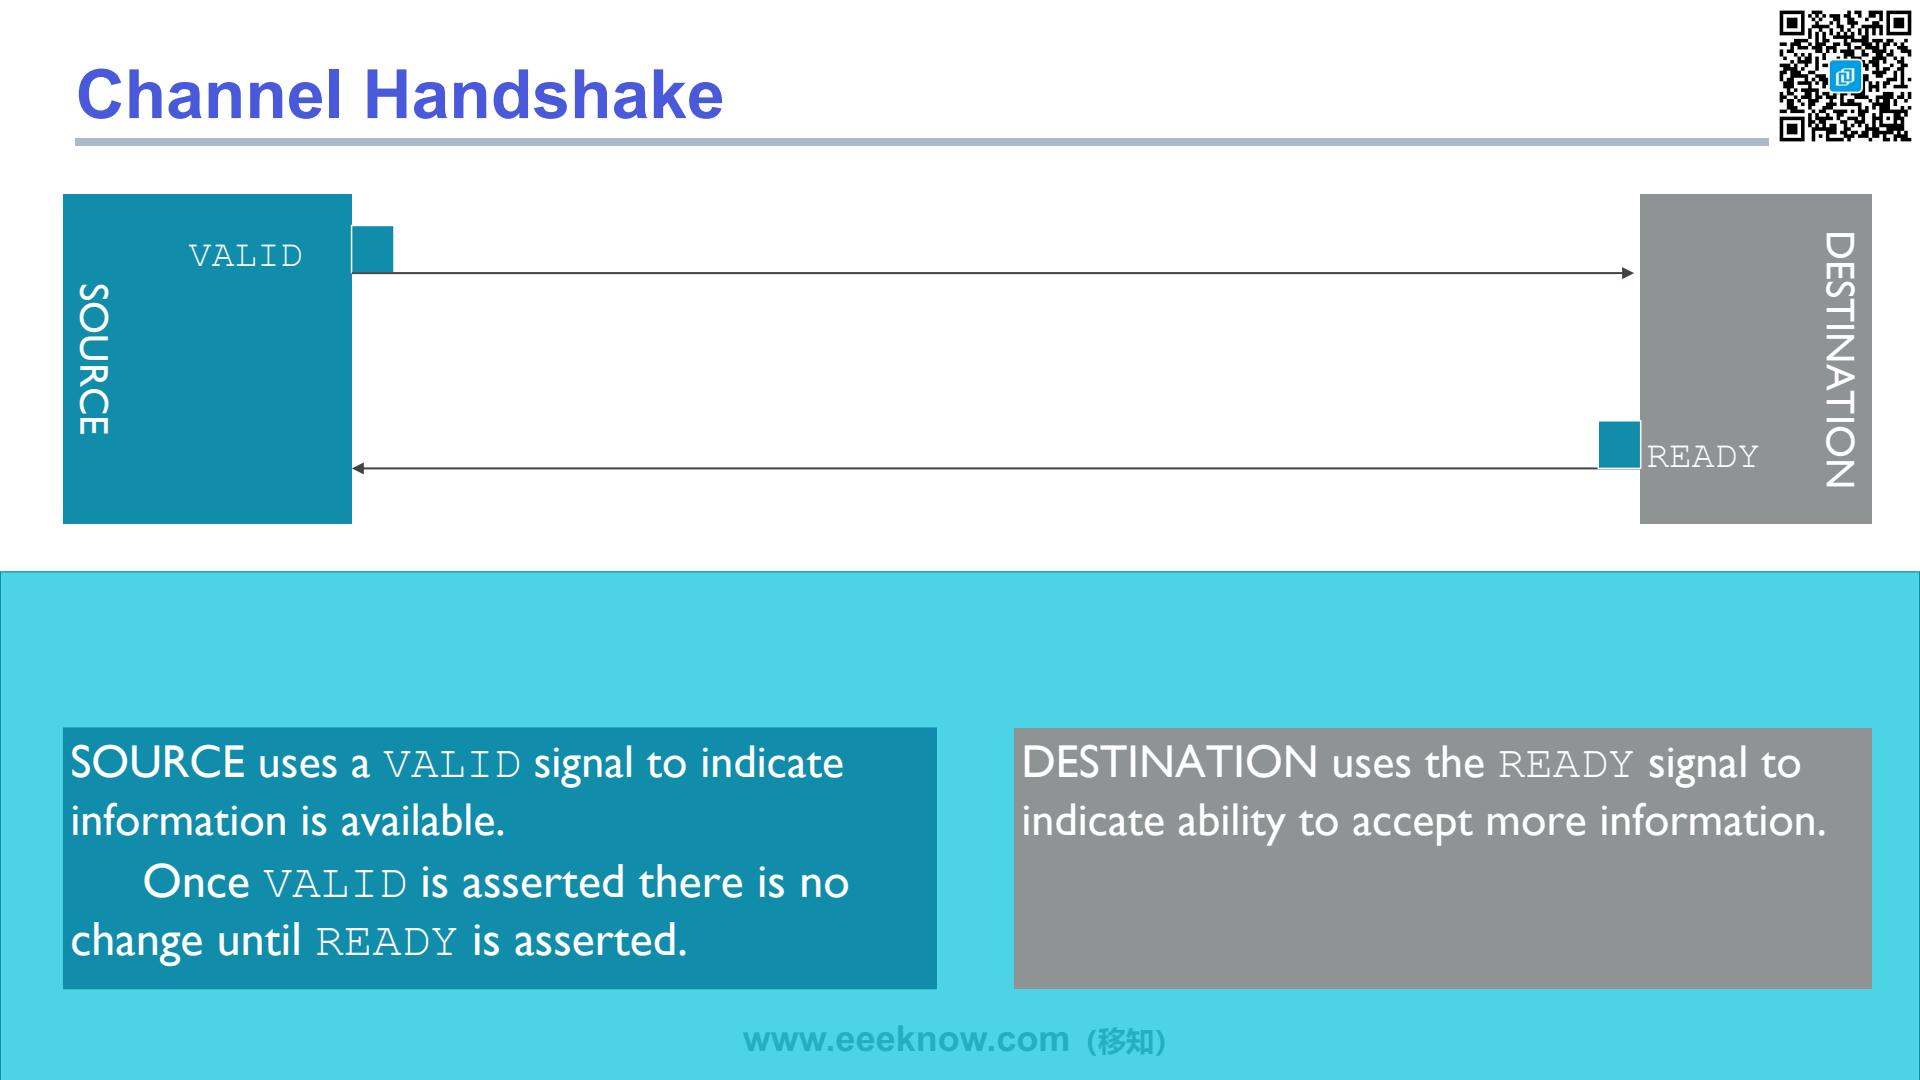 Channel Handshake
VALID
SOURCE
DESTINATION
READY
SOURCE uses a VALID signal to indicate
information is available.
Once VALID is asserted there is no
change until READY is asserted.
DESTINATION uses the READY signal to
indicate ability to accept more information.
www.eeeknow.com (移知)